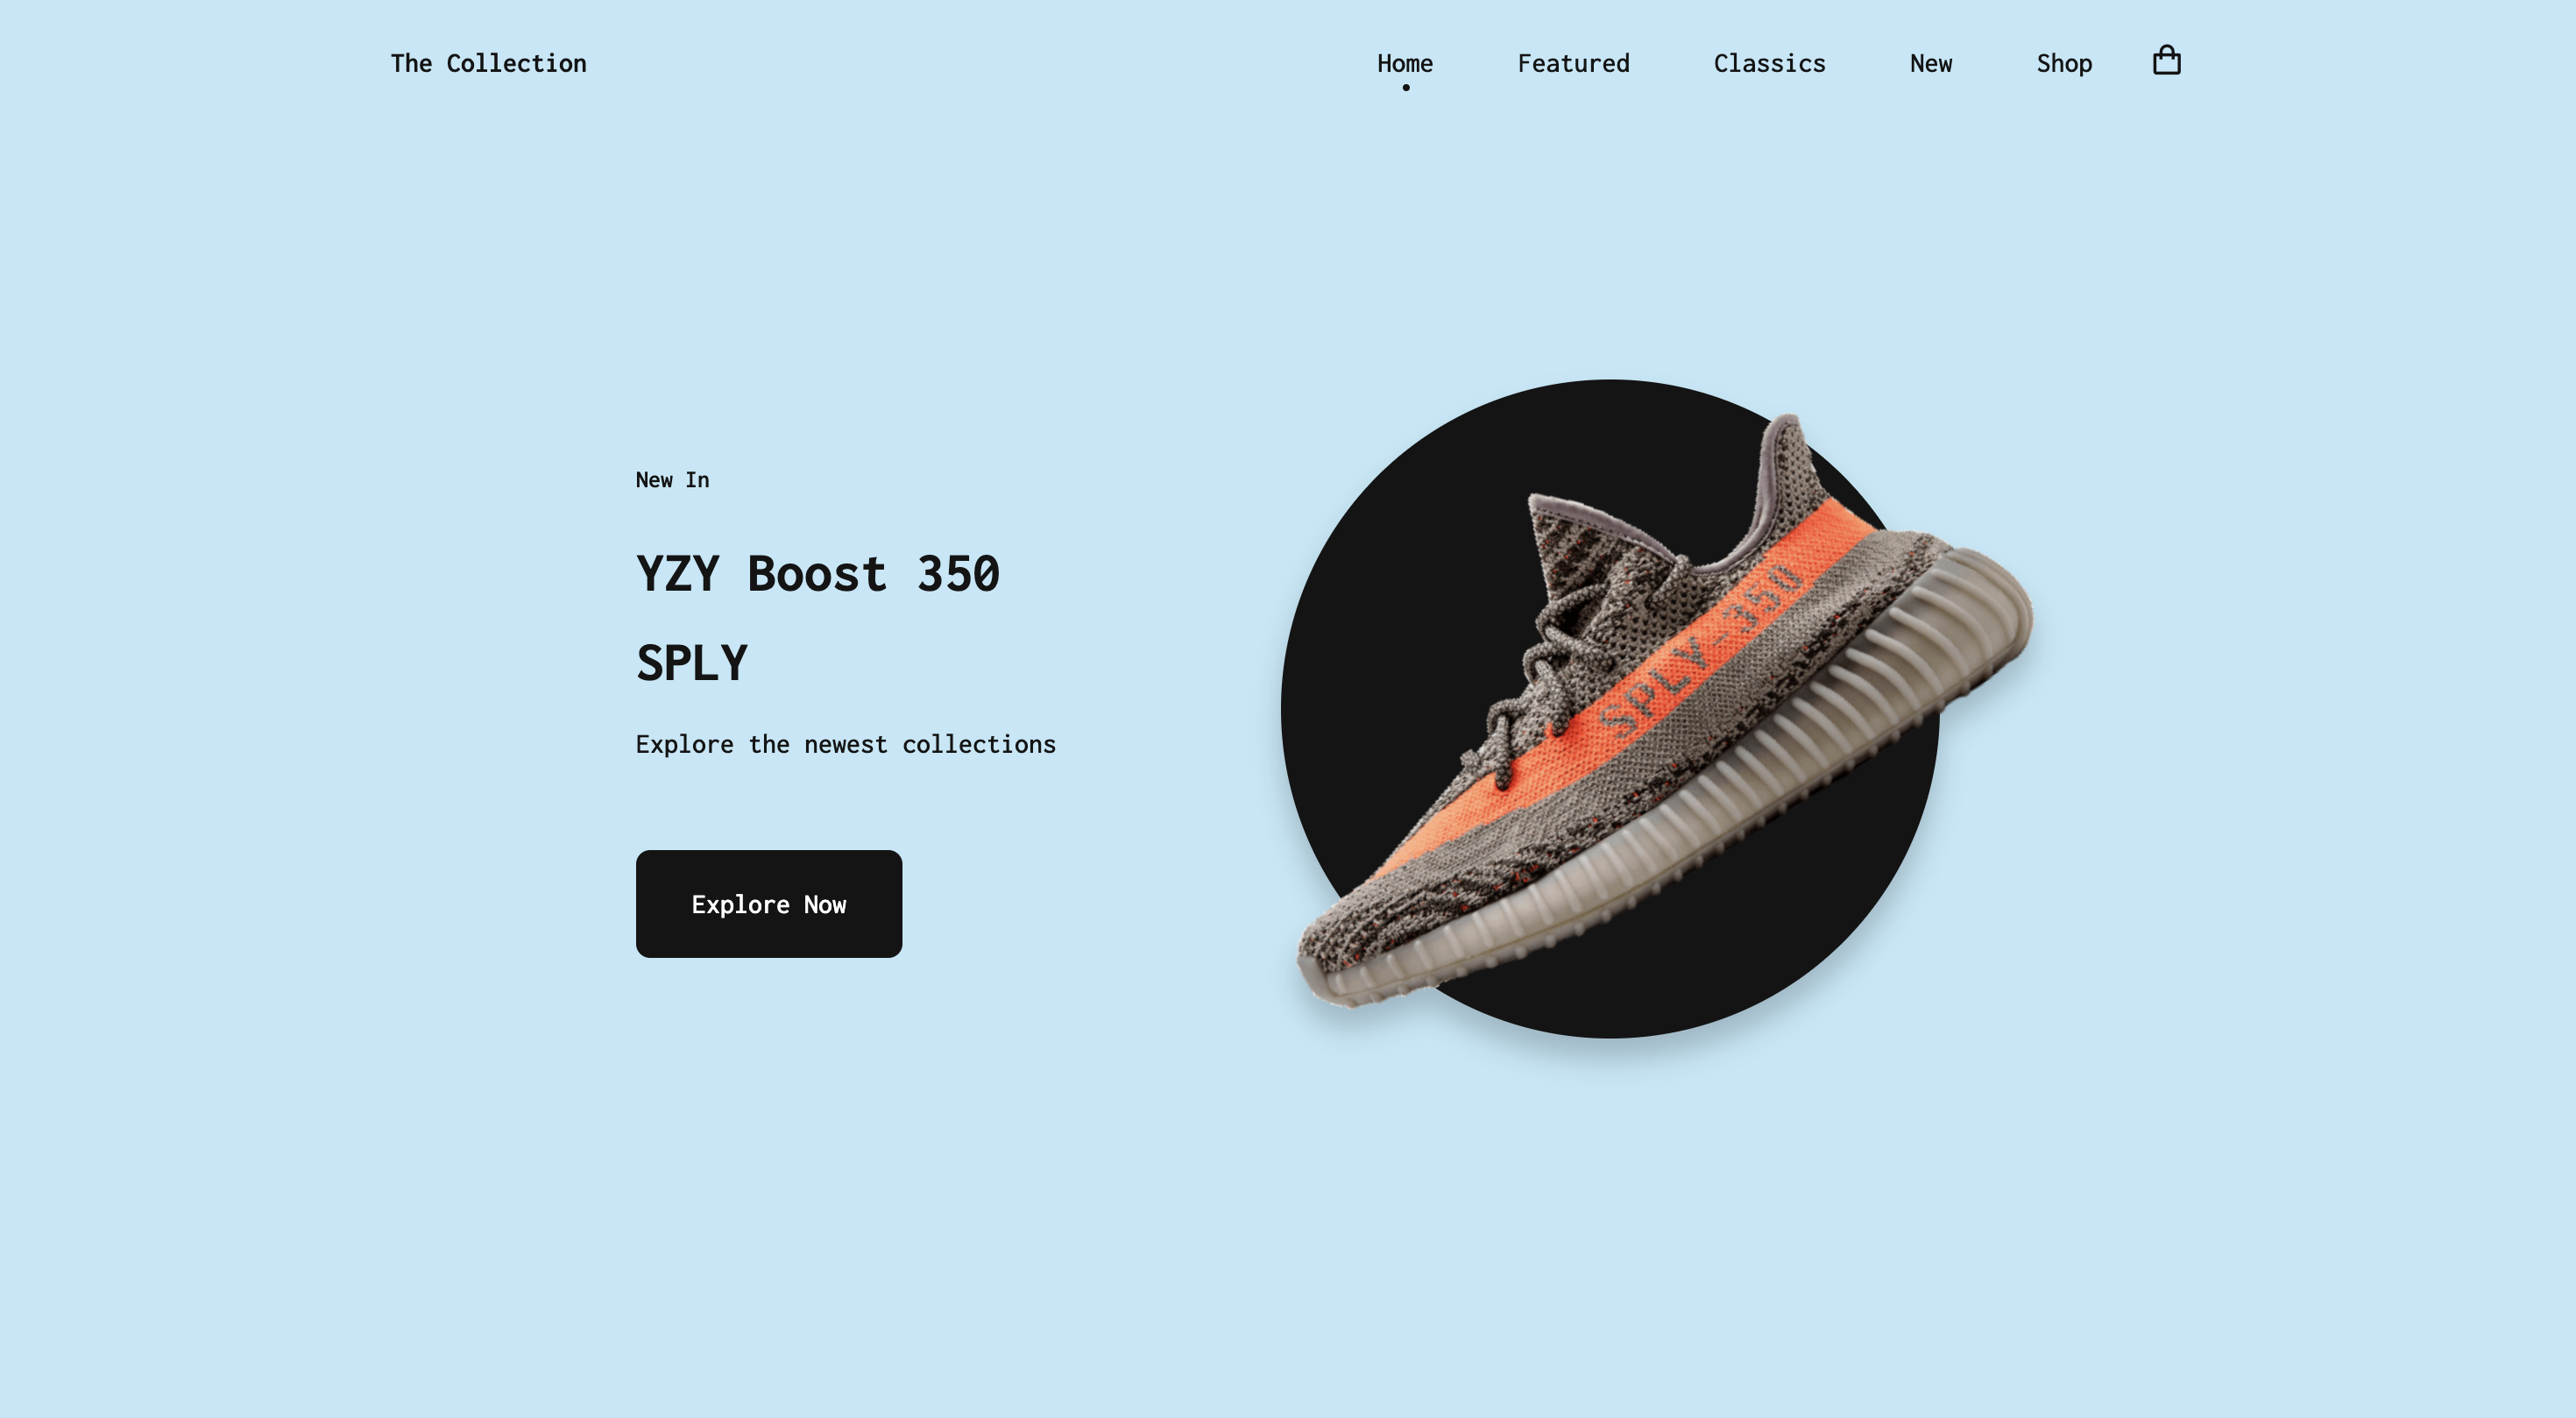 The Collection
Home
Featured
Classics
New
Shop
New In
YZY Boost 350
SPLY
Explore the newest collections
Explore Now
SPLY-350